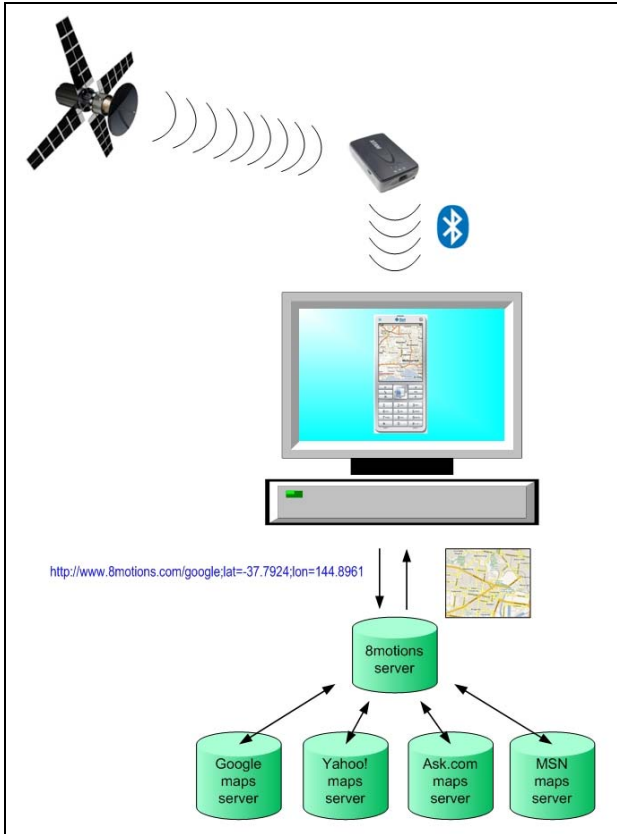 http://www.8motions.com/google;lat=-37.7924;lon=144.8961
8motions
server
Google
maps
server
Yahoo!
maps
server
Ask.com
maps
server
MSN
maps
server